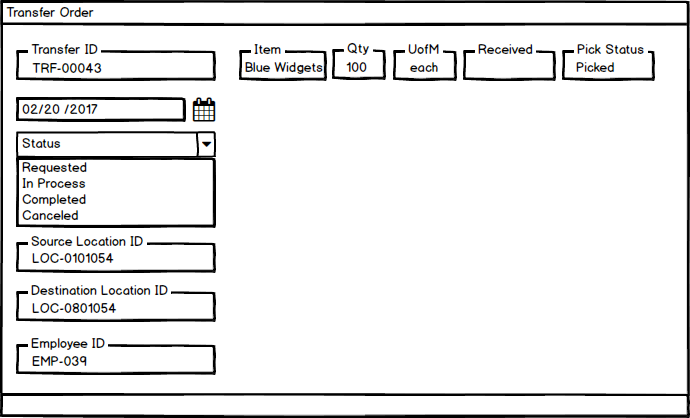 Transfer Order
Transfer ID
TRF-00043
02/20 /2017
Status
Requested
In Process
Completed
Canceled
Source Location ID
LOC-0101054
Destination Location ID
LOC-0801054
Employee ID
EMP-039
Item
Blue Widgets
Qty
100
UofM
each
Received
Pick Status
Picked